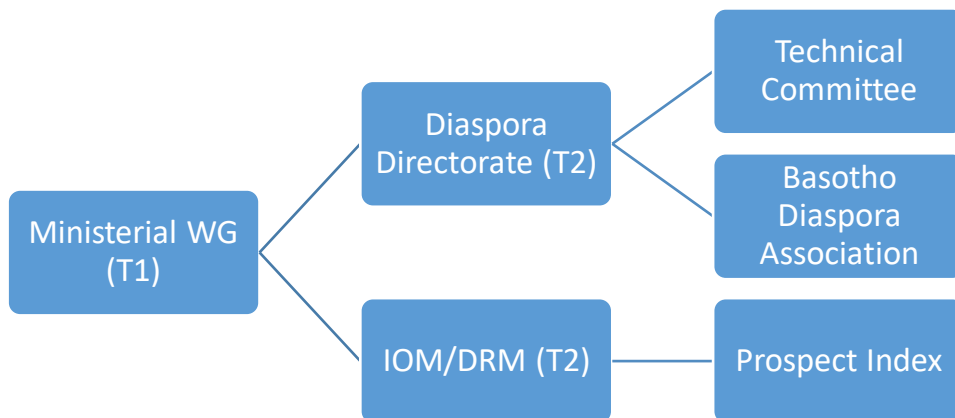 Ministerial WG
(T1)
Diaspora
Directorate (T2)
Technical
Committee
Basotho
Diaspora
Association
IOM/DRM (T2)
Prospect Index